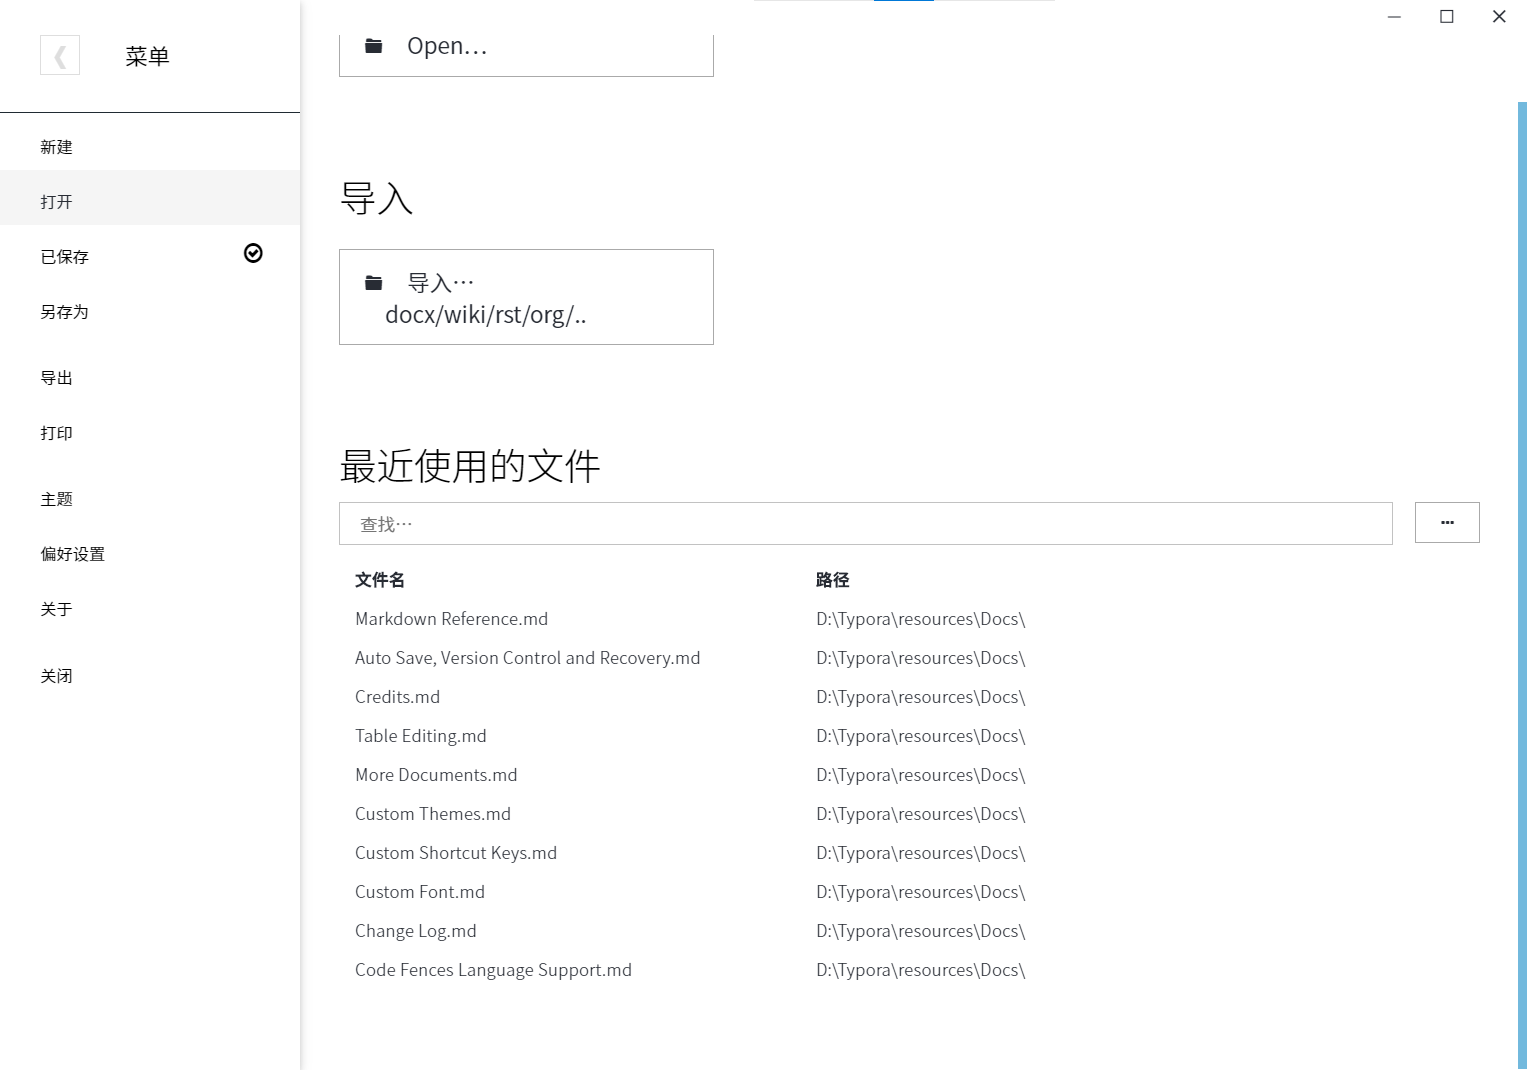 菜单
新建
打开
已保存
另存为
导出
打印
主题
偏好设置
关于
关闭
Open…
导入
导入…
docx/wiki/rst/org/..
最近使用的文件
查找…
文件名 路径
Markdown Reference.md D:\Typora\resources\Docs\
Auto Save, Version Control and Recovery.md D:\Typora\resources\Docs\
Credits.md D:\Typora\resources\Docs\
Table Editing.md D:\Typora\resources\Docs\
More Documents.md D:\Typora\resources\Docs\
Custom Themes.md D:\Typora\resources\Docs\
Custom Shortcut Keys.md D:\Typora\resources\Docs\
Custom Font.md D:\Typora\resources\Docs\
Change Log.md D:\Typora\resources\Docs\
Code Fences Language Support.md D:\Typora\resources\Docs\